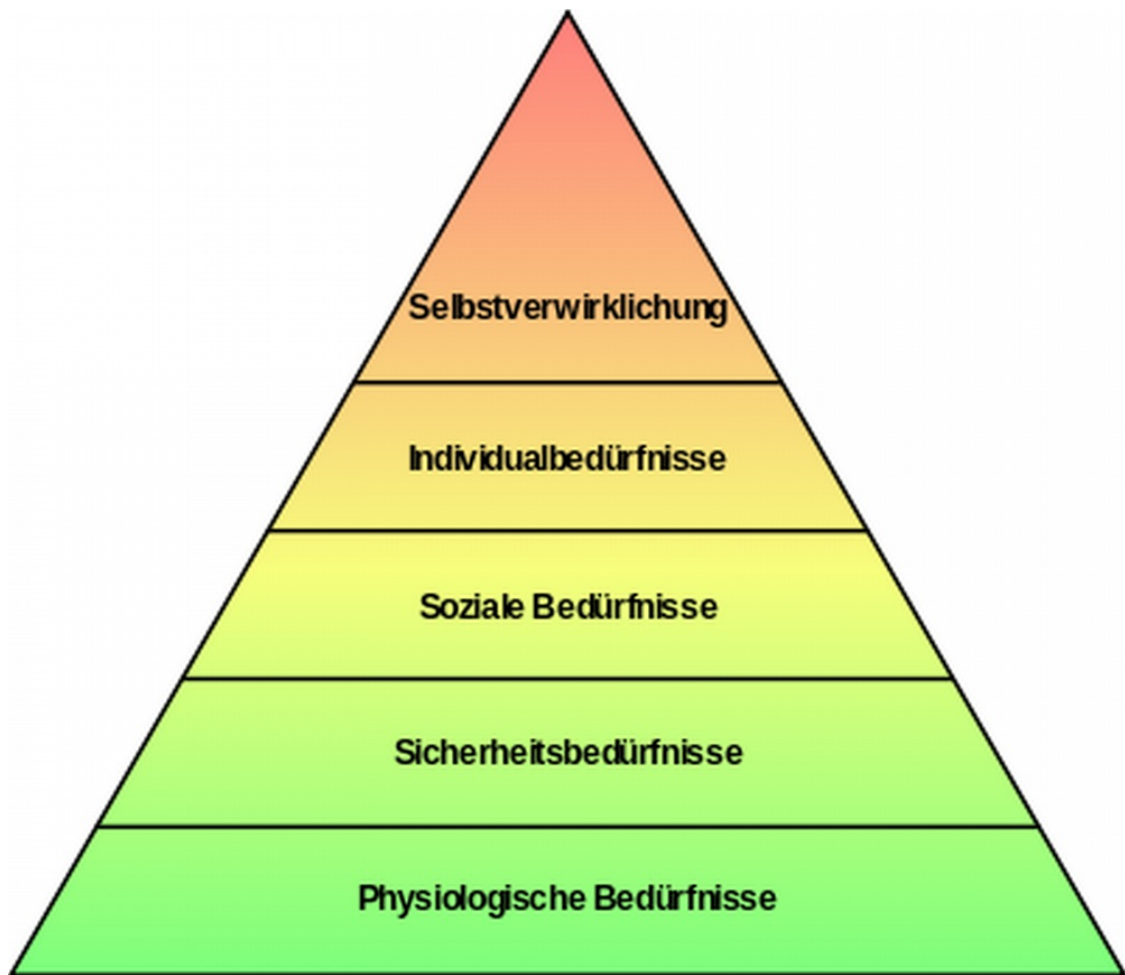 Selbstverwirklichung
Individualbedürfnisse
Soziale Bedürfnisse
Sicherheitsbedürfnisse
Physiologische Bedürfnisse